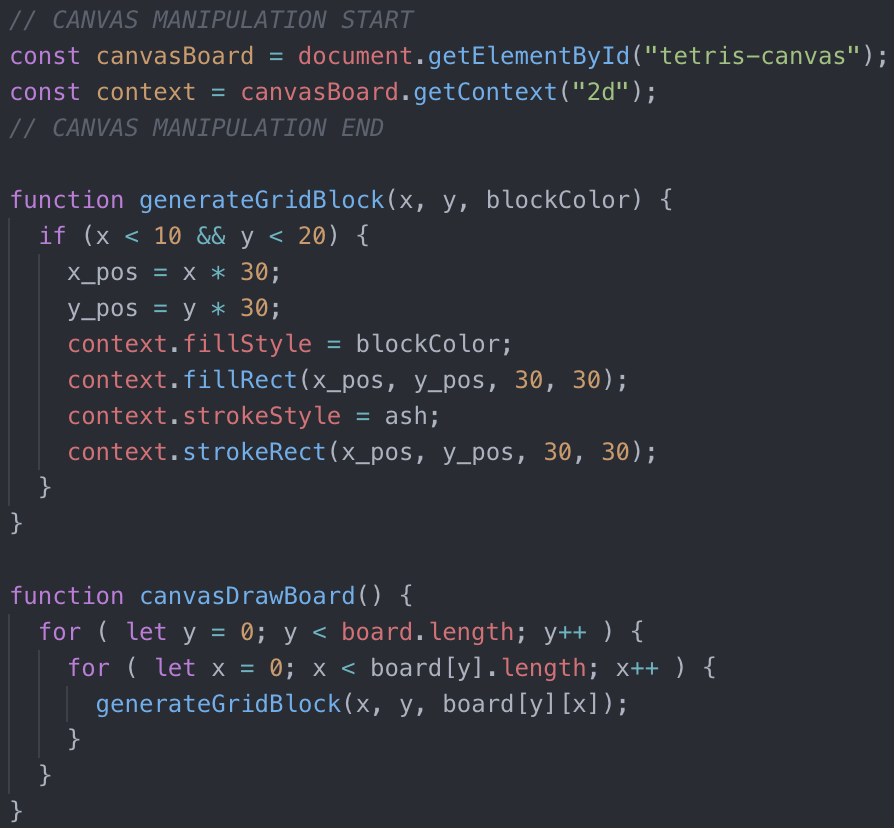 // CANVAS MANIPULATION START
const canvasBoard = document.getElementById("tetris-canvas");
const context = canvasBoard.getContext("2d");
// CANVAS MANIPULATION END

function generateGridBlock(x, y, blockColor) {
  if (x < 10 && y < 20) {
    x_pos = x * 30;
    y_pos = y * 30;
    context.fillStyle = blockColor;
    context.fillRect(x_pos, y_pos, 30, 30);
    context.strokeStyle = ash;
    context.strokeRect(x_pos, y_pos, 30, 30);
  }
}

function canvasDrawBoard() {
  for ( let y = 0; y < board.length; y++ ) {
    for ( let x = 0; x < board[y].length; x++ ) {
      generateGridBlock(x, y, board[y][x]);
    }
  }
}